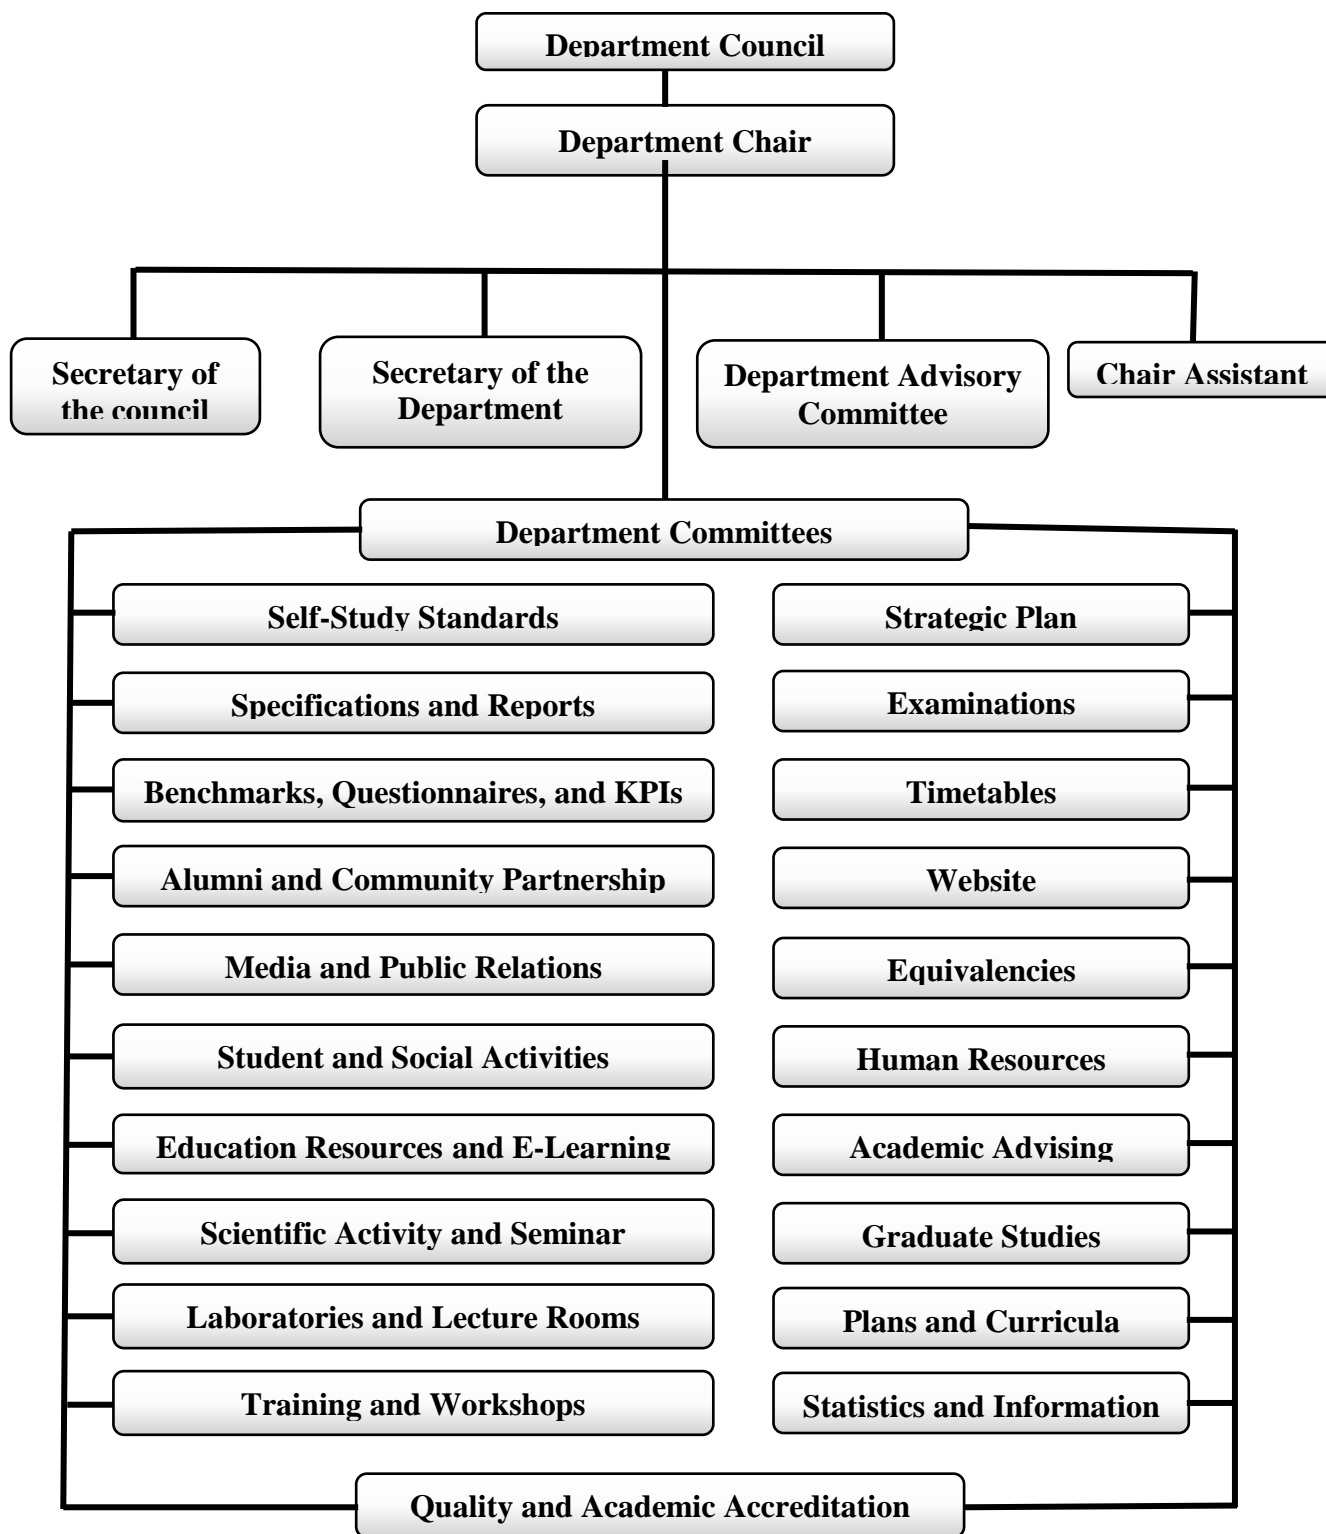 Department Council
Department Chair
Secretary of
the council
Secretary of the
Department
Department Advisory
Committee
Chair Assistant
Department Committees
Self-Study Standards
Specifications and Reports
Benchmarks, Questionnaires, and KPIs
Alumni and Community Partnership
Media and Public Relations
Student and Social Activities
Education Resources and E-Learning
Scientific Activity and Seminar
Laboratories and Lecture Rooms
Training and Workshops
Strategic Plan
Examinations
Timetables
Website
Equivalencies
Human Resources
Academic Advising
Graduate Studies
Plans and Curricula
Statistics and Information
Quality and Academic Accreditation